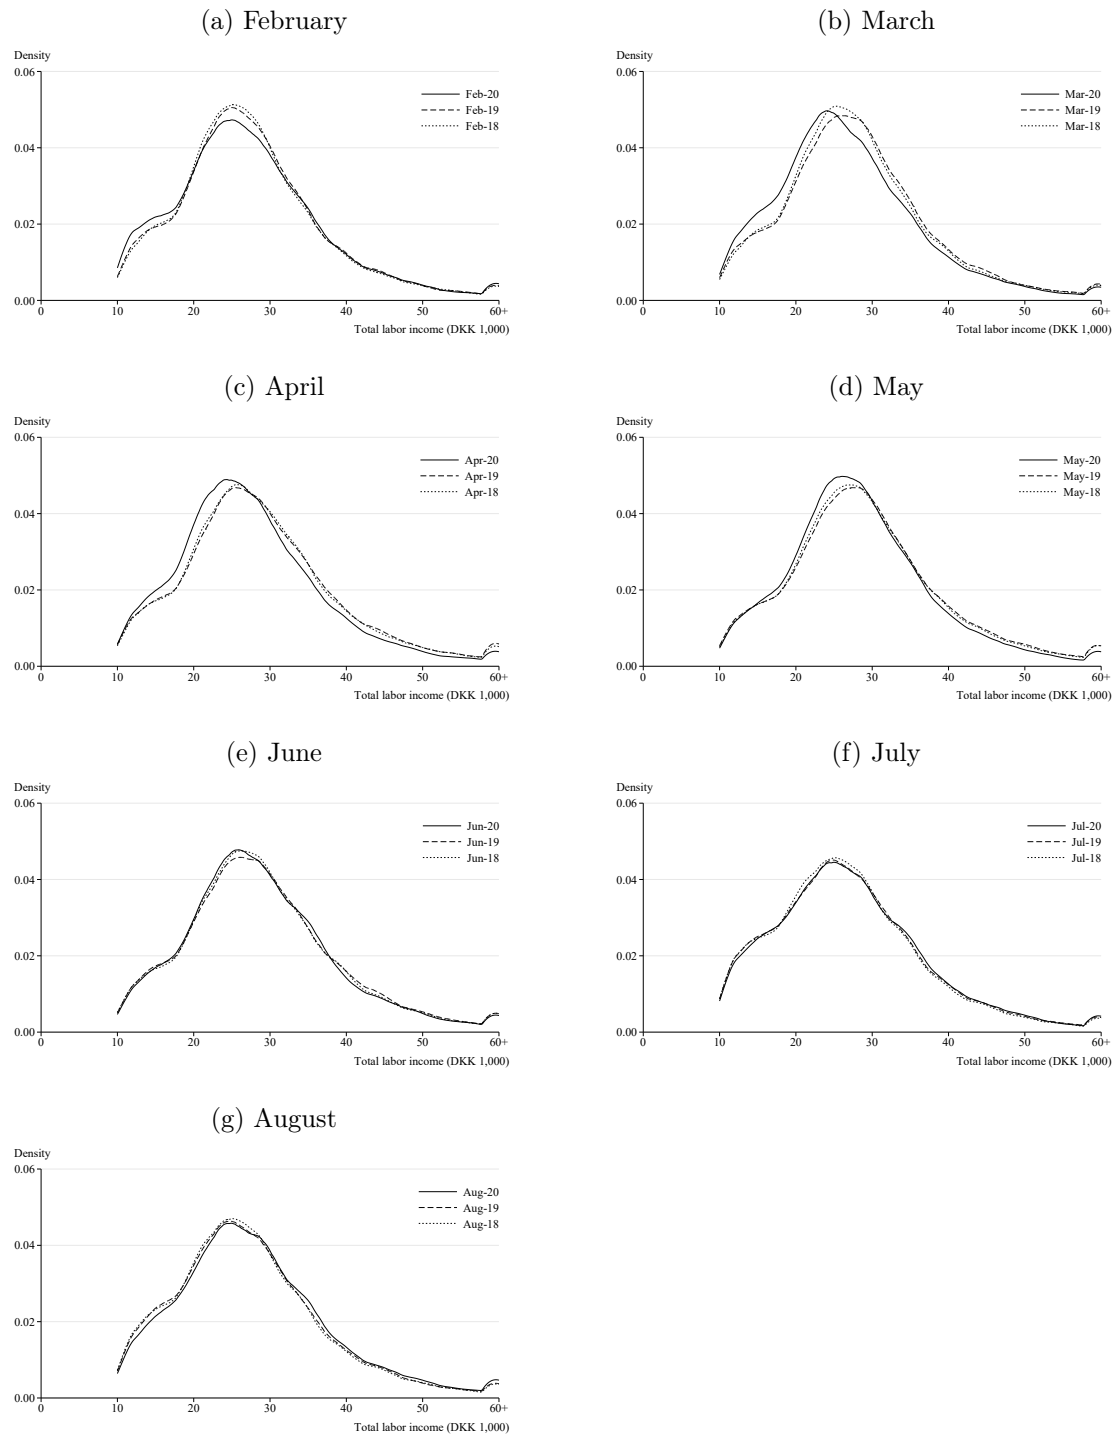 (a) February
Density
0.06
0.04
0.02
0.00
Feb-20
Feb-19
Feb-18
0 10 20 30 40 50 60+
Total labor income (DKK 1,000)
(b) March
Density
0.06
0.04
0.02
0.00
Mar-20
Mar-19
Mar-18
0 10 20 30 40 50 60+
Total labor income (DKK 1,000)
(c) April
Density
0.06
0.04
0.02
0.00
Apr-20
Apr-19
Apr-18
0 10 20 30 40 50 60+
Total labor income (DKK 1,000)
(d) May
Density
0.06
0.04
0.02
0.00
May-20
May-19
May-18
0 10 20 30 40 50 60+
Total labor income (DKK 1,000)
(e) June
Density
0.06
0.04
0.02
0.00
Jun-20
Jun-19
Jun-18
0 10 20 30 40 50 60+
Total labor income (DKK 1,000)
(f) July
Density
0.06
0.04
0.02
0.00
Jul-20
Jul-19
Jul-18
0 10 20 30 40 50 60+
Total labor income (DKK 1,000)
(g) August
Density
0.06
0.04
0.02
0.00
Aug-20
Aug-19
Aug-18
0 10 20 30 40 50 60+
Total labor income (DKK 1,000)